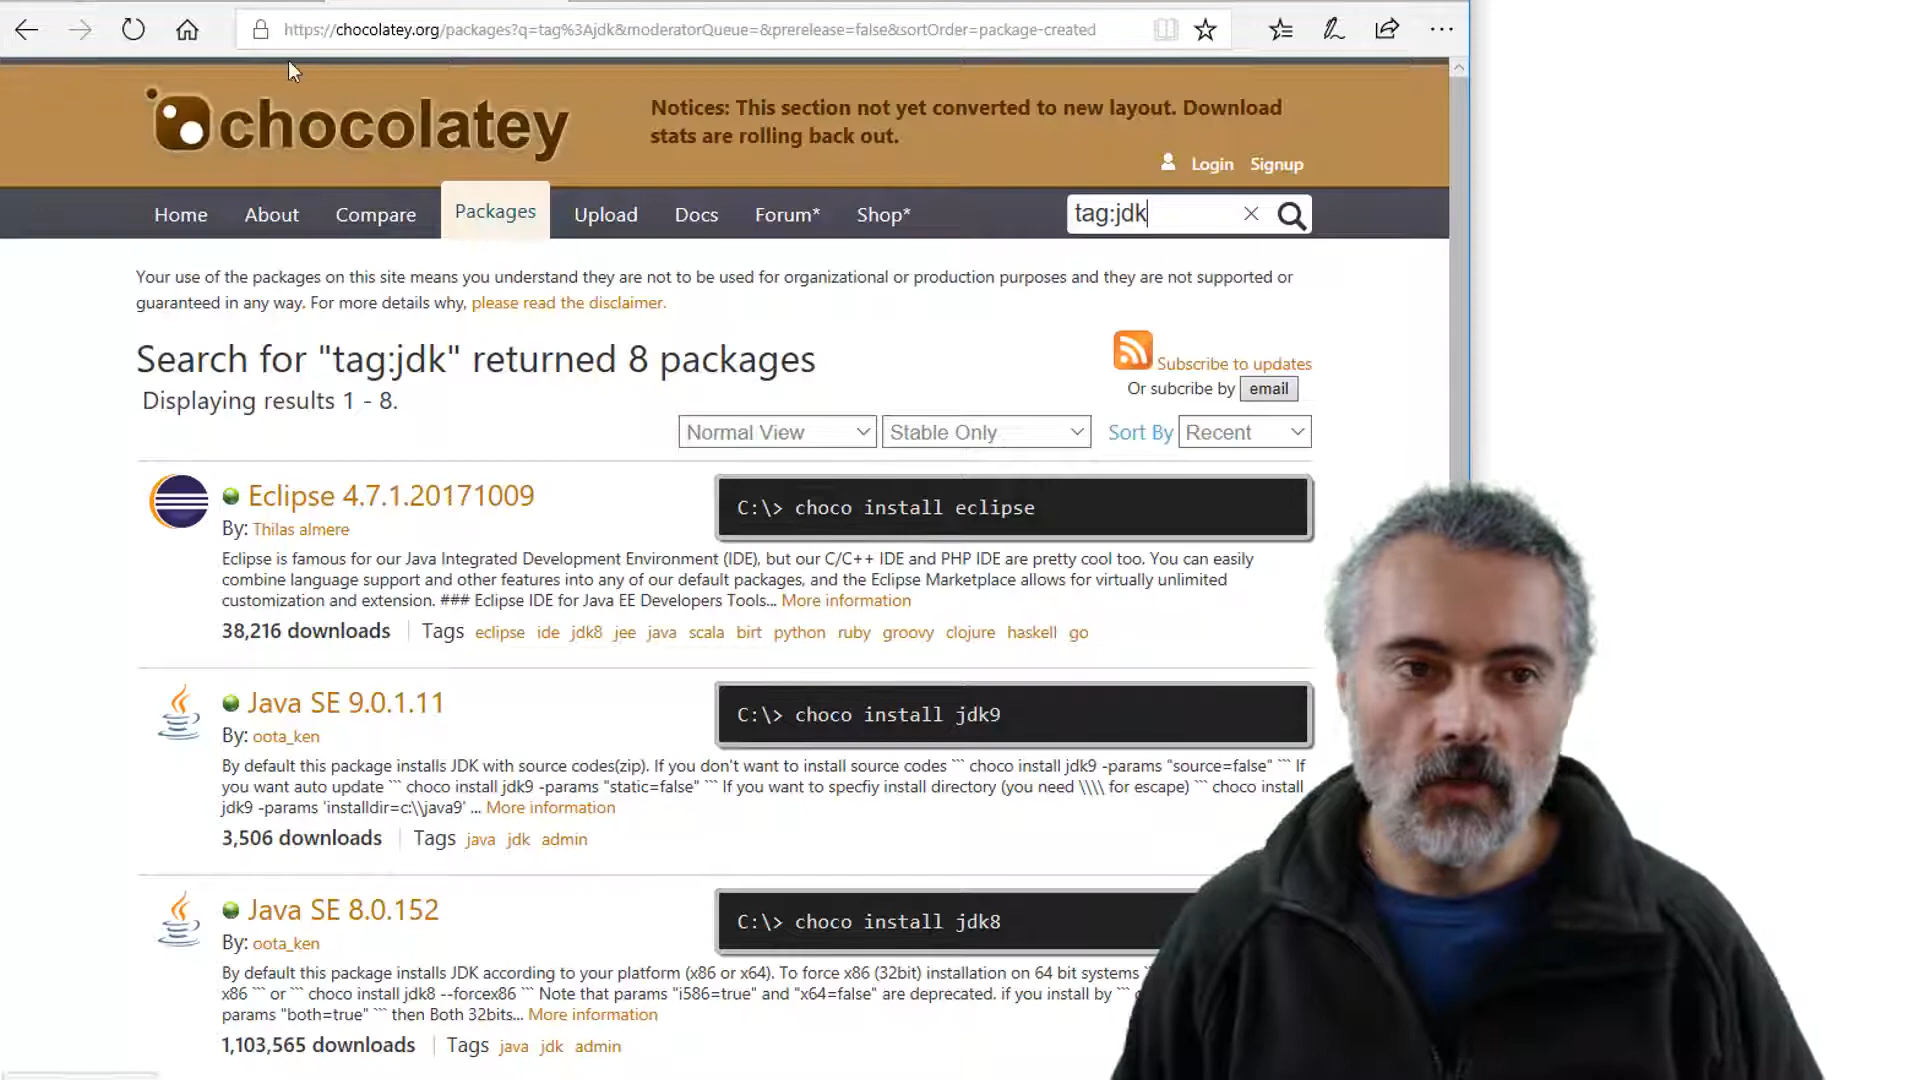 https://chocolatey.org/packages?q=tag%3Ajdk&moderatorQueue=&prerelease=false&sortOrder=package-created
chocolatey
Notices: This section not yet converted to new layout. Download
stats are rolling back out.
Login Signup
Home About Compare Packages Upload Docs Forum* Shop*
tag:jdk
Your use of the packages on this site means you understand they are not to be used for organizational or production purposes and they are not supported or
guaranteed in any way. For more details why, please read the disclaimer.
Search for "tag:jdk" returned 8 packages
Subscribe to updates
Displaying results 1 - 8.
Or subcribe by email
Normal View Stable Only Sort By Recent
Eclipse 4.7.1.20171009
C:\> choco install eclipse
By: Thilas almere
Eclipse is famous for our Java Integrated Development Environment (IDE), but our C/C++ IDE and PHP IDE are pretty cool too. You can easily
combine language support and other features into any of our default packages, and the Eclipse Marketplace allows for virtually unlimited
customization and extension. ### Eclipse IDE for Java EE Developers Tools... More information
38,216 downloads Tags eclipse ide jdk8 jee java scala birt python ruby groovy clojure haskell go
Java SE 9.0.1.11
C:\> choco install jdk9
By: oota_ken
By default this package installs JDK with source codes(zip). If you don't want to install source codes ``` choco install jdk9 -params "source=false" ``` If
you want auto update ``` choco install jdk9 -params "static=false" ``` If you want to specfiy install directory (you need \\\\ for escape) ``` choco install
jdk9 -params 'installdir=c:\\java9' ... More information
3,506 downloads Tags java jdk admin
Java SE 8.0.152
C:\> choco install jdk8
By: oota_ken
By default this package installs JDK according to your platform (x86 or x64). To force x86 (32bit) installation on 64 bit systems
x86 ``` or ``` choco install jdk8 --forcex86 ``` Note that params "i586=true" and "x64=false" are deprecated. if you install by ```
params "both=true" ``` then Both 32bits... More information
1,103,565 downloads Tags java jdk admin